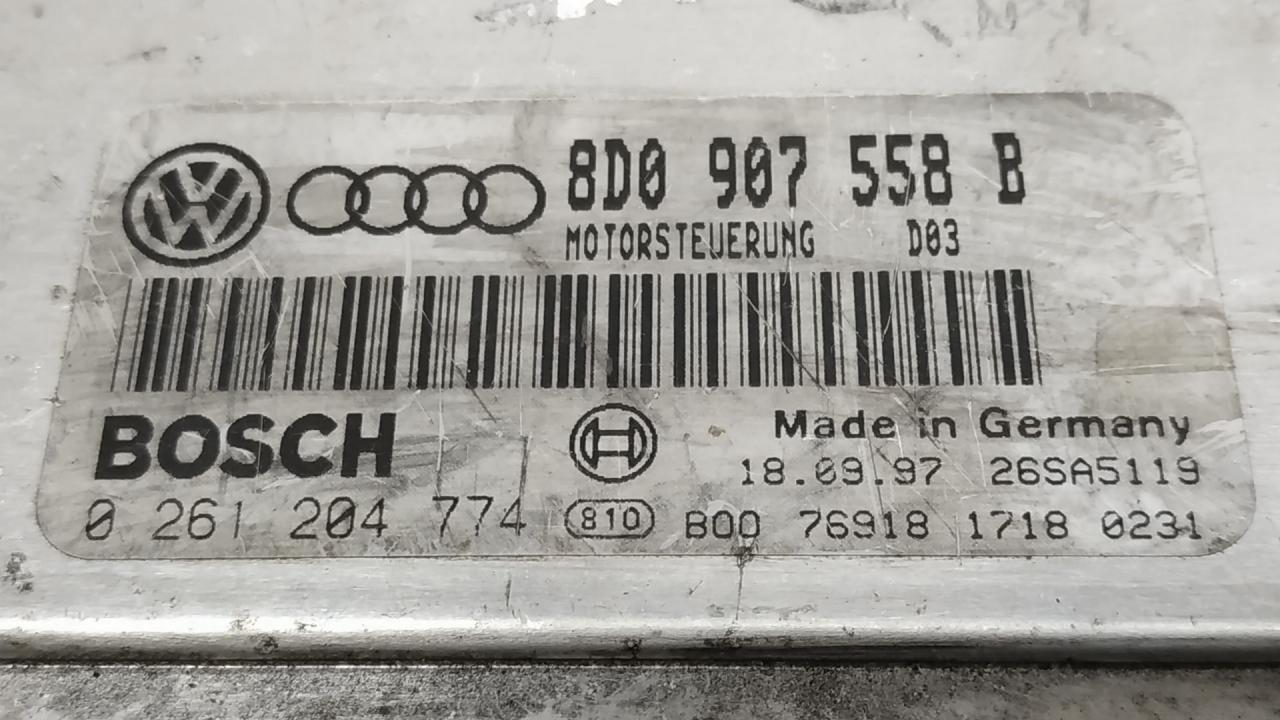 8D0 907 558 B
MOTORSTEUERUNG D03
BOSCH
Made in Germany
18.09.97 26SA5119
0 261 204 774 810 B00 76918 1718 0231